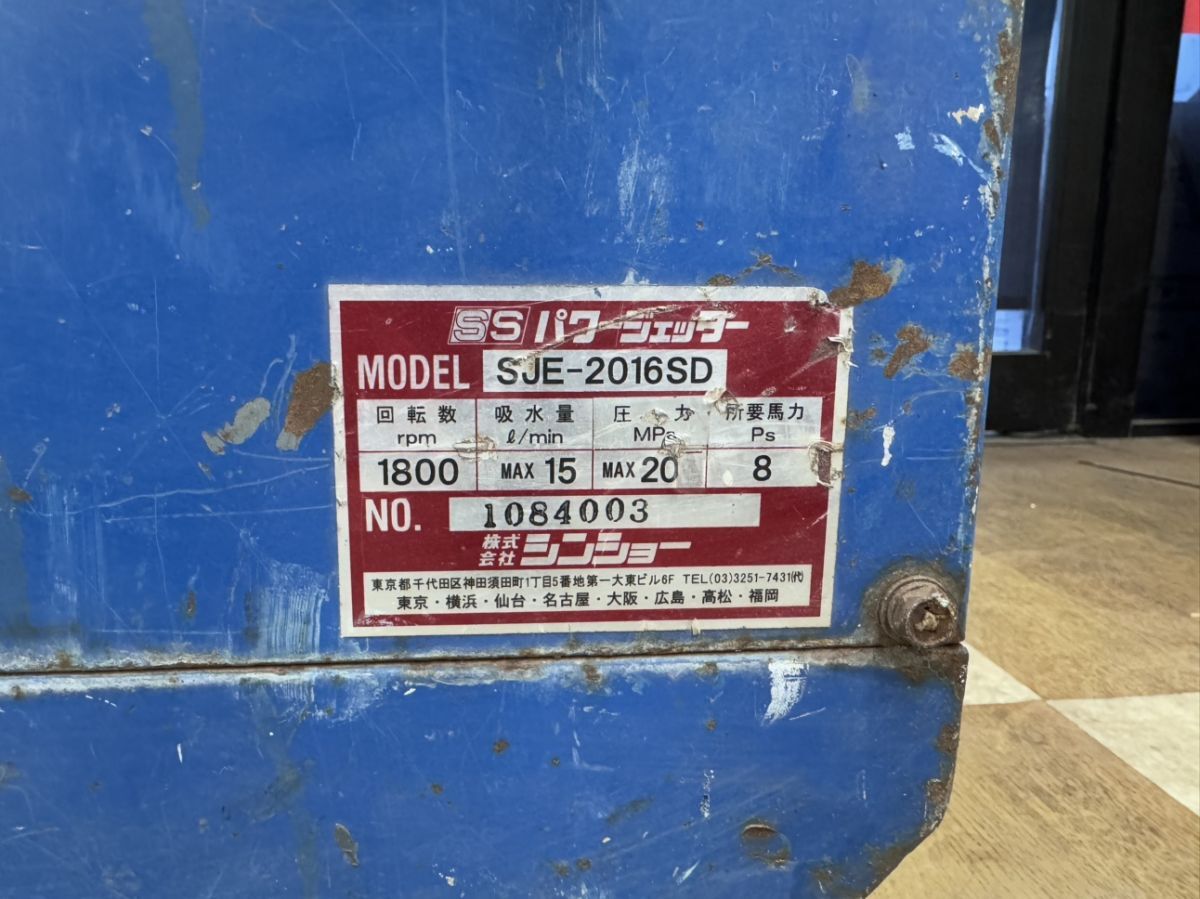 SS パワージェッター
MODEL SJE-2016SD
回転数 吸水量 圧力 所要馬力
rpm ℓ/min MPa Ps
1800 MAX 15 MAX 20 8
NO. 1084003
株式会社 シンショー
東京都千代田区神田須田町1丁目5番地第一大東ビル6F TEL(03)3251-7431(代)
東京・横浜・仙台・名古屋・大阪・広島・高松・福岡